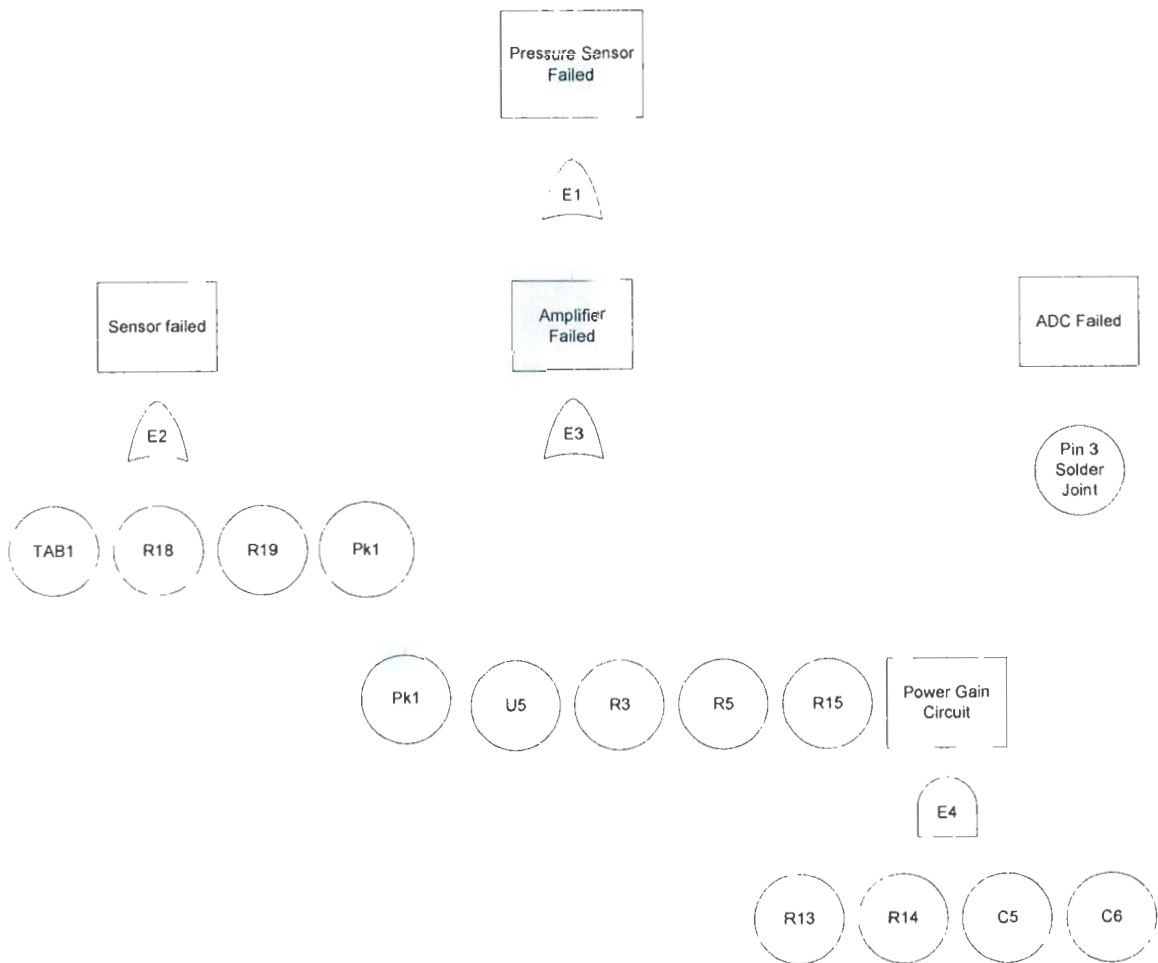 Pressure Sensor
Failed
E1
Sensor failed
Amplifier
Failed
ADC Failed
E2
E3
Pin 3
Solder
Joint
TAB1
R18
R19
Pk1
Pk1
U5
R3
R5
R15
Power Gain
Circuit
E4
R13
R14
C5
C6